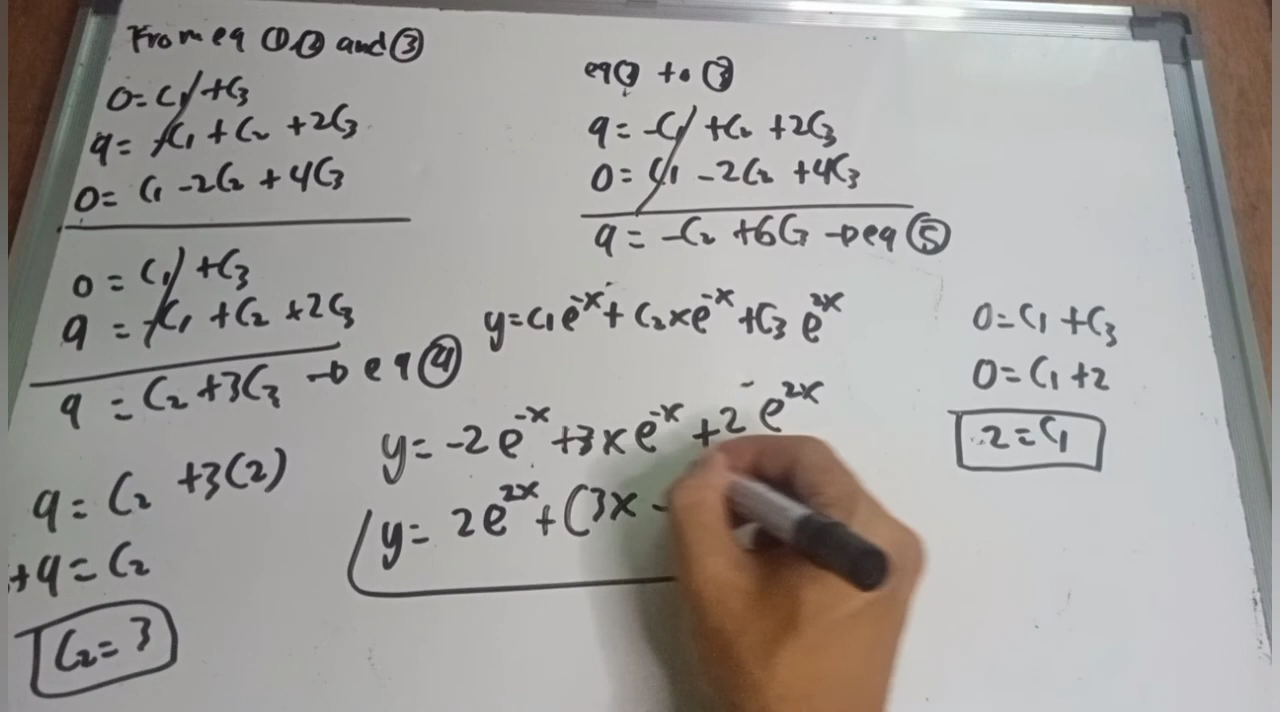 From eq ① ② and ③
0 = C₁ + C₃
9 = -C₁ + C₂ + 2C₃
0 = C₁ - 2C₂ + 4C₃
0 = C₁ + C₃
9 = -C₁ + C₂ + 2C₃
9 = C₂ + 3C₃ → eq ④
9 = C₂ + 3(2)
+9 = C₂
C₂ = 3
eq② to ③
9 = -C₁ + C₂ + 2C₃
0 = C₁ - 2C₂ + 4C₃
9 = -C₂ + 6C₃ → eq ⑤
y = C₁e^-x + C₂xe^-x + C₃e^2x
y = -2e^-x + 3xe^-x + 2e^2x
y = 2e^2x + (3x -
0 = C₁ + C₃
0 = C₁ + 2
-2 = C₁